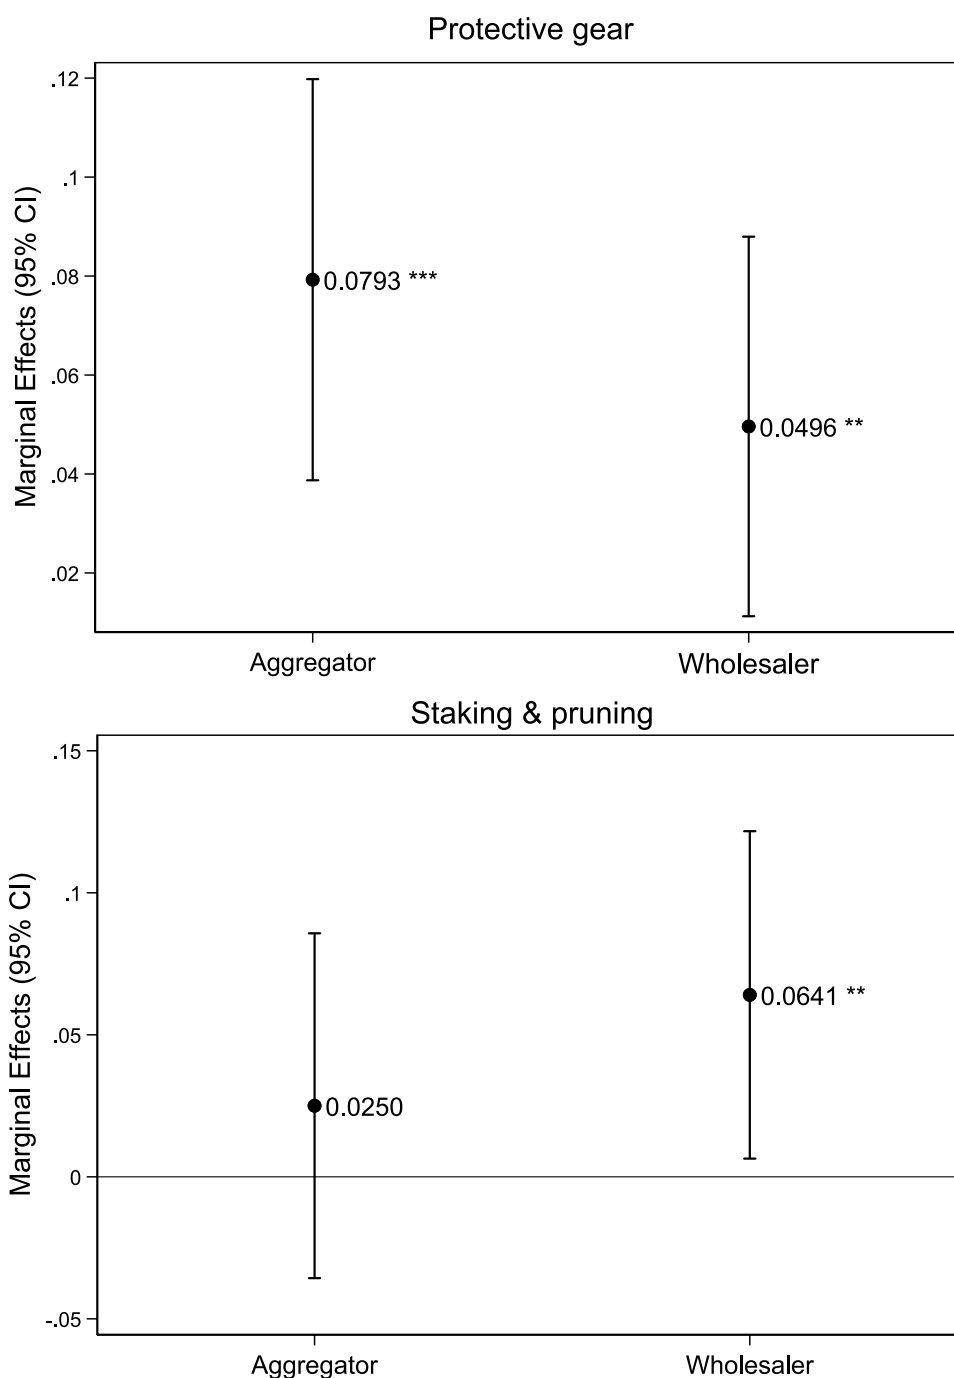 Protective gear
Marginal Effects (95% CI)
.12
.1
.08
.06
.04
.02
0.0793 ***
0.0496 **
Aggregator
Wholesaler
Staking & pruning
Marginal Effects (95% CI)
.15
.1
.05
0
-.05
0.0641 **
0.0250
Aggregator
Wholesaler